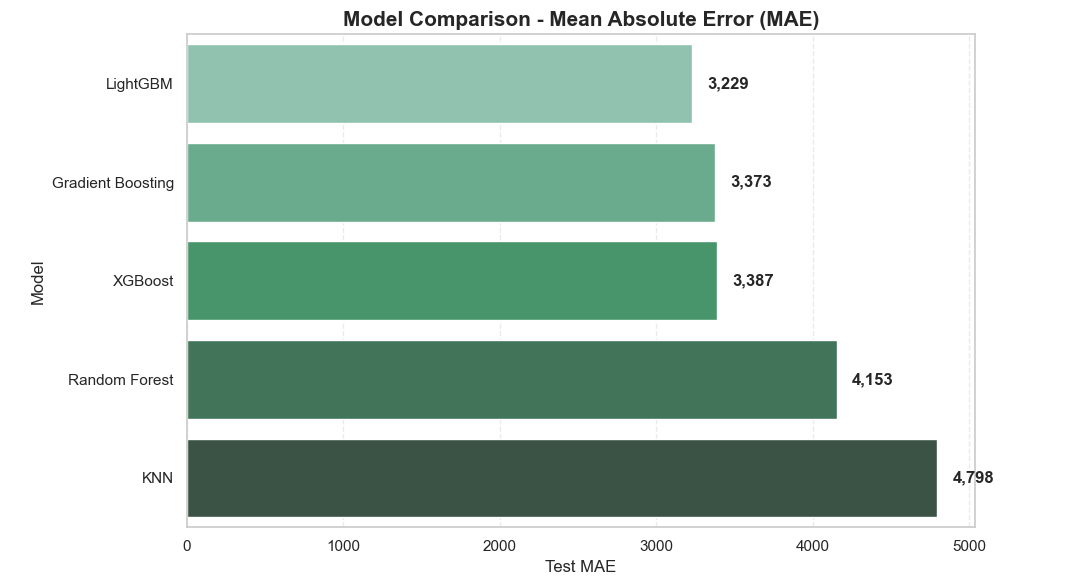 Model Comparison - Mean Absolute Error (MAE)
Model
LightGBM 3,229
Gradient Boosting 3,373
XGBoost 3,387
Random Forest 4,153
KNN 4,798
0 1000 2000 3000 4000 5000
Test MAE